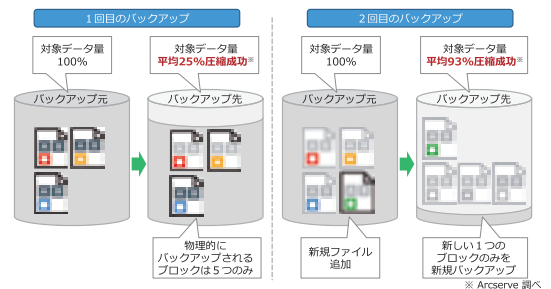 1回目のバックアップ
2回目のバックアップ
対象データ量
100%
対象データ量
平均25%圧縮成功※
対象データ量
100%
対象データ量
平均93%圧縮成功※
バックアップ元
バックアップ先
バックアップ元
バックアップ先
物理的に
バックアップされる
ブロックは5つのみ
新規ファイル
追加
新しい1つの
ブロックのみを
新規バックアップ
※ Arcserve 調べ